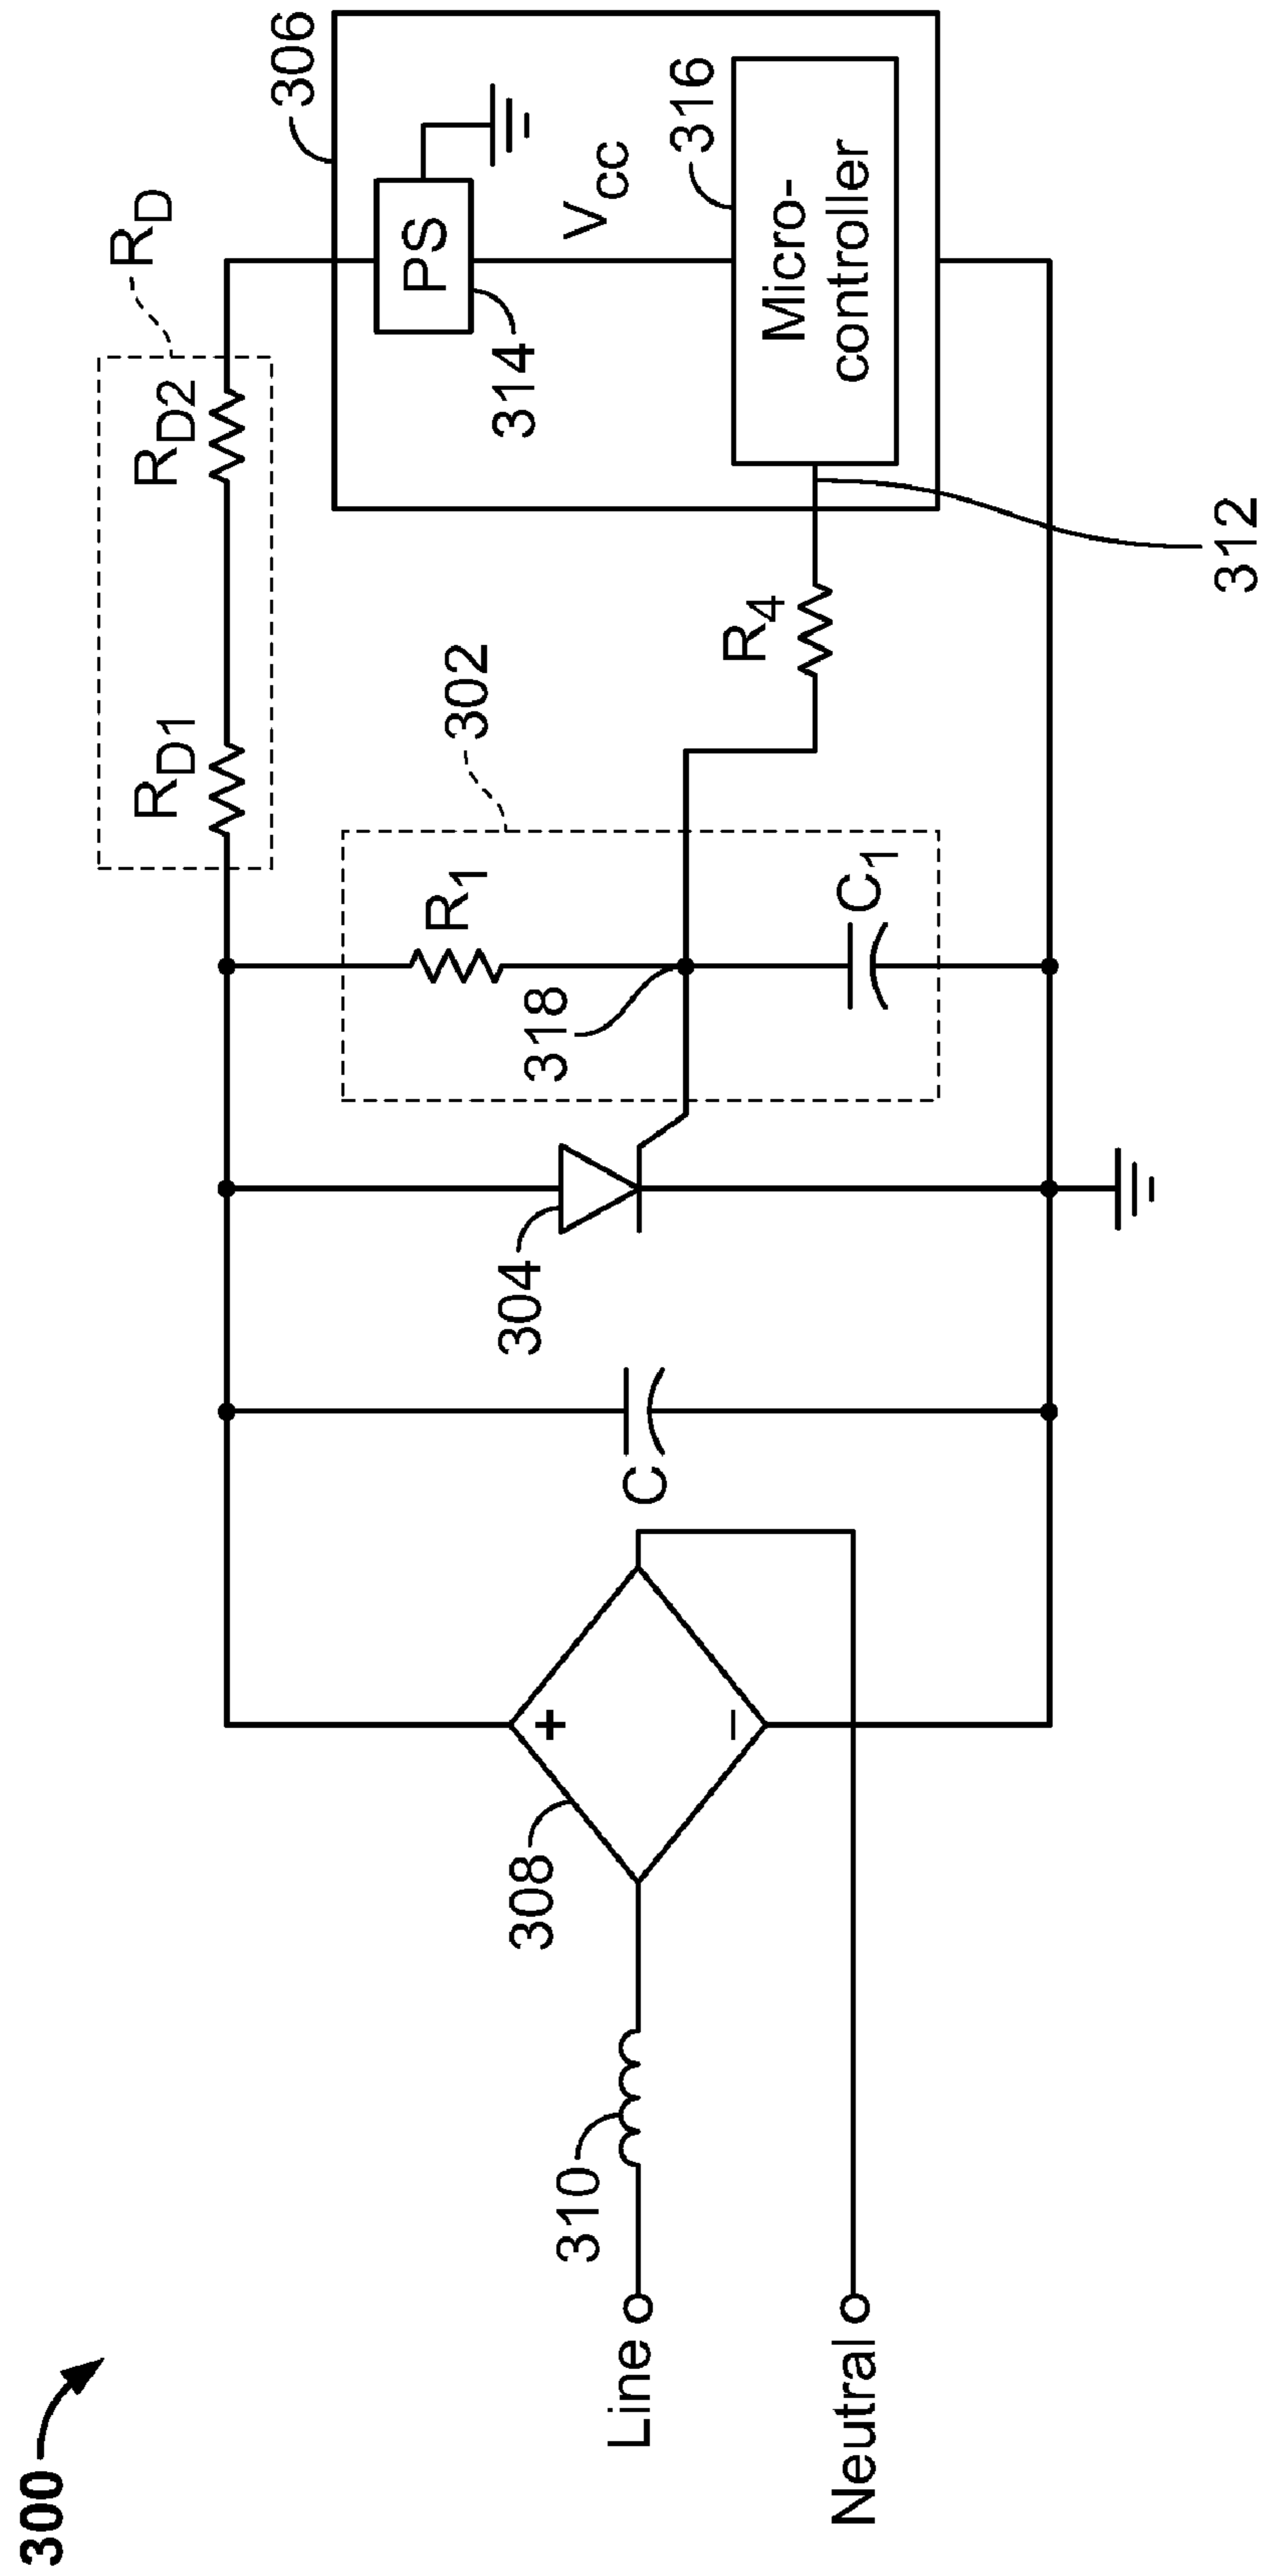 300
Line
Neutral
310
308
+
–
C
304
302
R1
318
C1
RD
RD1
RD2
R4
312
306
PS
314
Vcc
316
Micro-
controller